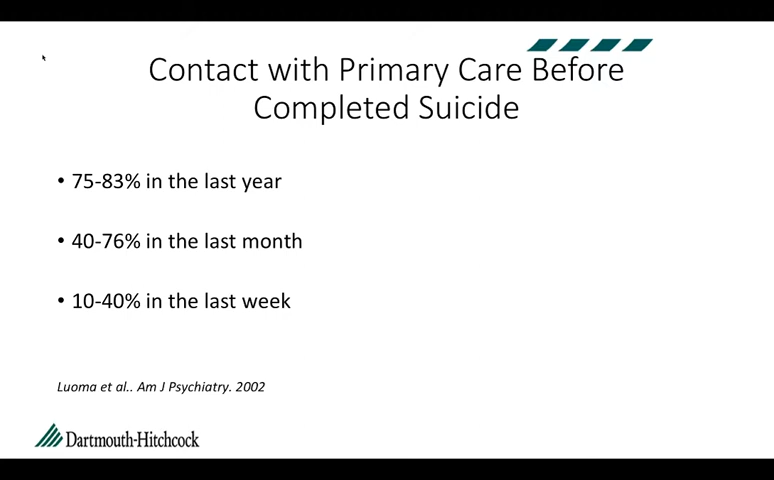 Contact with Primary Care Before
Completed Suicide
• 75-83% in the last year
• 40-76% in the last month
• 10-40% in the last week
Luoma et al.. Am J Psychiatry. 2002
Dartmouth-Hitchcock